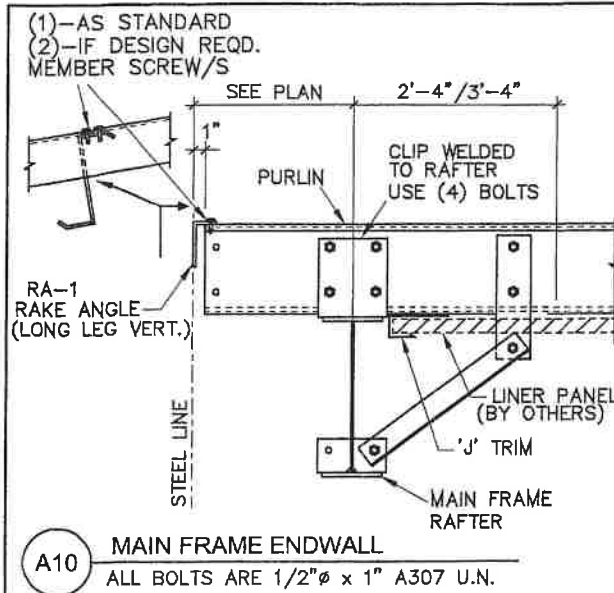 (1)-AS STANDARD
(2)-IF DESIGN REQD.
MEMBER SCREW/S
SEE PLAN
2'-4"/3'-4"
1"
CLIP WELDED
TO RAFTER
USE (4) BOLTS
PURLIN
RA-1
RAKE ANGLE
(LONG LEG VERT.)
STEEL LINE
LINER PANEL
(BY OTHERS)
'J' TRIM
MAIN FRAME
RAFTER
A10
MAIN FRAME ENDWALL
ALL BOLTS ARE 1/2"ø x 1" A307 U.N.